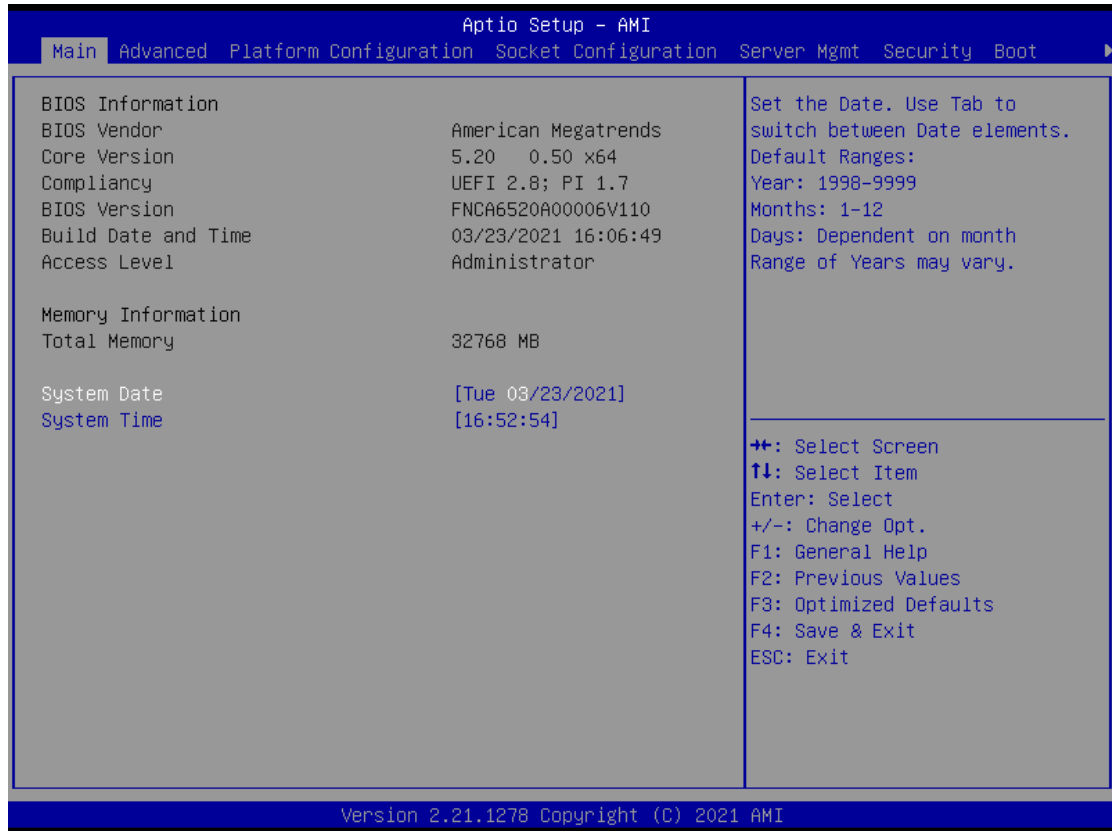 Aptio Setup – AMI
Main Advanced Platform Configuration Socket Configuration Server Mgmt Security Boot
BIOS Information
BIOS Vendor American Megatrends
Core Version 5.20 0.50 x64
Compliancy UEFI 2.8; PI 1.7
BIOS Version FNCA6520A00006V110
Build Date and Time 03/23/2021 16:06:49
Access Level Administrator
Memory Information
Total Memory 32768 MB
System Date [Tue 03/23/2021]
System Time [16:52:54]
Set the Date. Use Tab to
switch between Date elements.
Default Ranges:
Year: 1998-9999
Months: 1-12
Days: Dependent on month
Range of Years may vary.
→←: Select Screen
↑↓: Select Item
Enter: Select
+/-: Change Opt.
F1: General Help
F2: Previous Values
F3: Optimized Defaults
F4: Save & Exit
ESC: Exit
Version 2.21.1278 Copyright (C) 2021 AMI